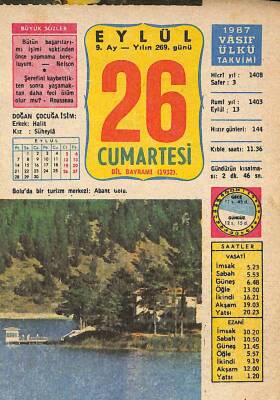 BÜYÜK SÖZLER
Bütün başarıları-
mı işimi vaktinden
önce yapmama borç-
luyum. — Nelson
Şerefini kaybettik-
ten sonra yaşamak-
tan daha feci ölüm
olur mu? - Rousseau
DOĞAN ÇOCUĞA İSİM:
Erkek: Halit
Kız : Süheylâ
EYLÜL
EYLÜL
9. Ay — Yılın 269. günü
26
CUMARTESİ
DİL BAYRAMI (1932).
1987
VASIF
ÜLKÜ
TAKVİMİ
Hicrî yıl : 1408
Safer : 3
Rumî yıl : 1403
Eylül : 13
Hızır günleri: 144
Kıble saati: 11.36
Gündüzün kısalma-
sı: 2 dk. 46 sn.
Bolu'da bir turizm merkezi: Abant Gölü.
GECE
GÜNDÜZ
SAATLER
VASATİ
İmsak 5.23
Sabah 5.53
Güneş 6.48
Öğle 13.00
İkindi 16.21
Akşam 19.03
Yatsı 20.23
EZANİ
İmsak 10.20
Sabah 10.50
Güneş 11.45
Öğle 5.57
İkindi 9.19
Akşam 12.00
Yatsı 1.20